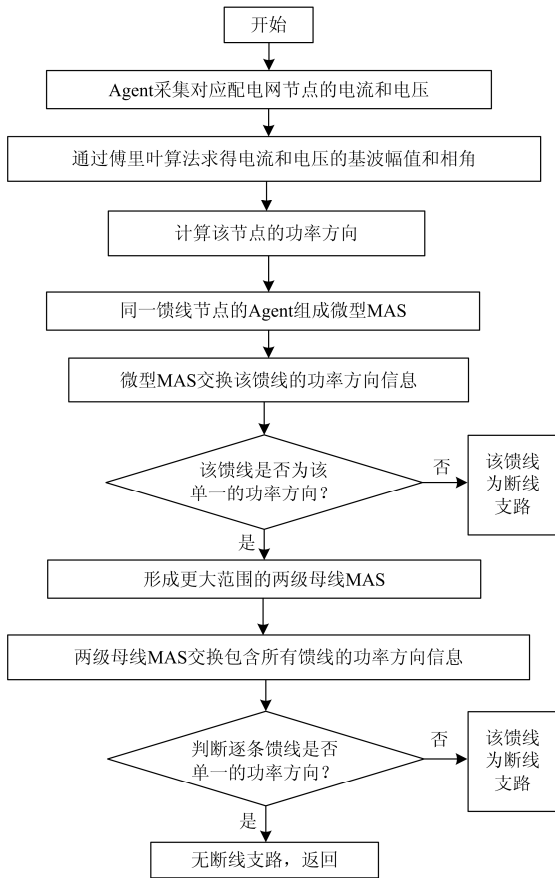 开始
Agent采集对应配电网节点的电流和电压
通过傅里叶算法求得电流和电压的基波幅值和相角
计算该节点的功率方向
同一馈线节点的Agent组成微型MAS
微型MAS交换该馈线的功率方向信息
该馈线是否为该
单一的功率方向？
否
该馈线
为断线
支路
是
形成更大范围的两级母线MAS
两级母线MAS交换包含所有馈线的功率方向信息
判断逐条馈线是否
单一的功率方向？
否
该馈线
为断线
支路
是
无断线支路，返回